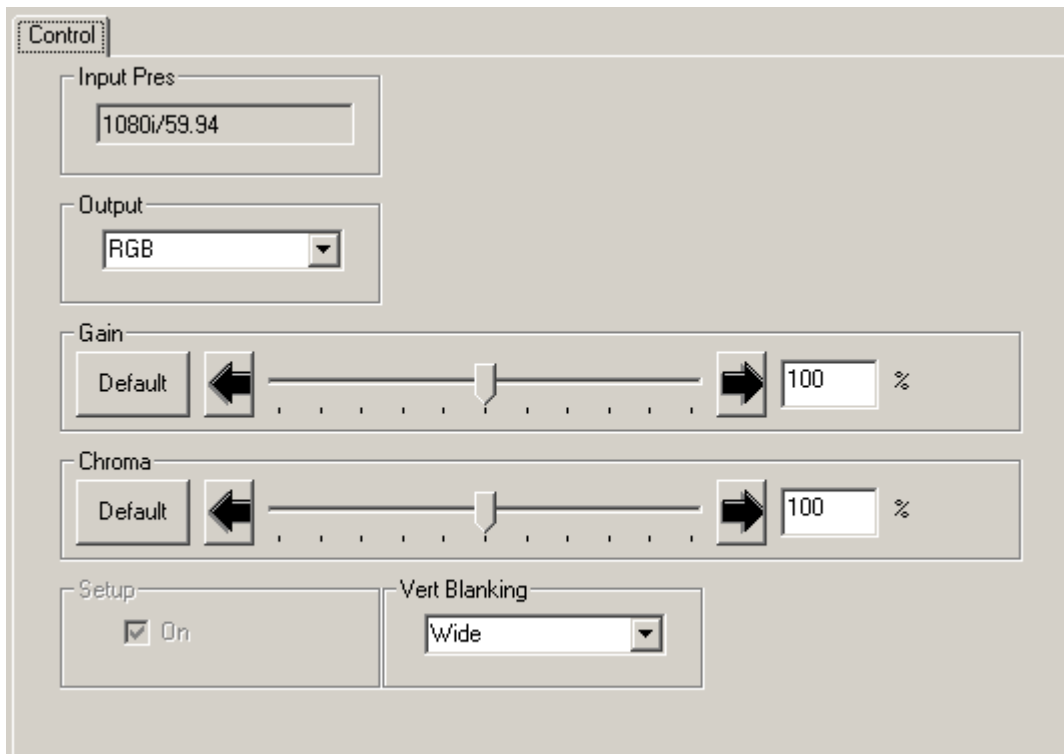 Control
Input Pres
1080i/59.94
Output
RGB
Gain
Default
100 %
Chroma
Default
100 %
Setup
On
Vert Blanking
Wide